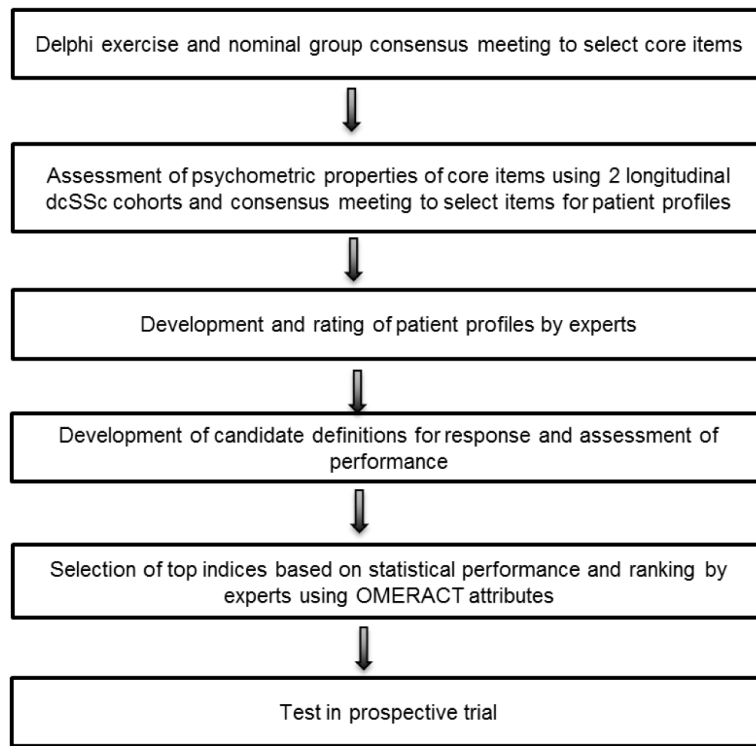 Delphi exercise and nominal group consensus meeting to select core items
Assessment of psychometric properties of core items using 2 longitudinal
dcSSc cohorts and consensus meeting to select items for patient profiles
Development and rating of patient profiles by experts
Development of candidate definitions for response and assessment of
performance
Selection of top indices based on statistical performance and ranking by
experts using OMERACT attributes
Test in prospective trial